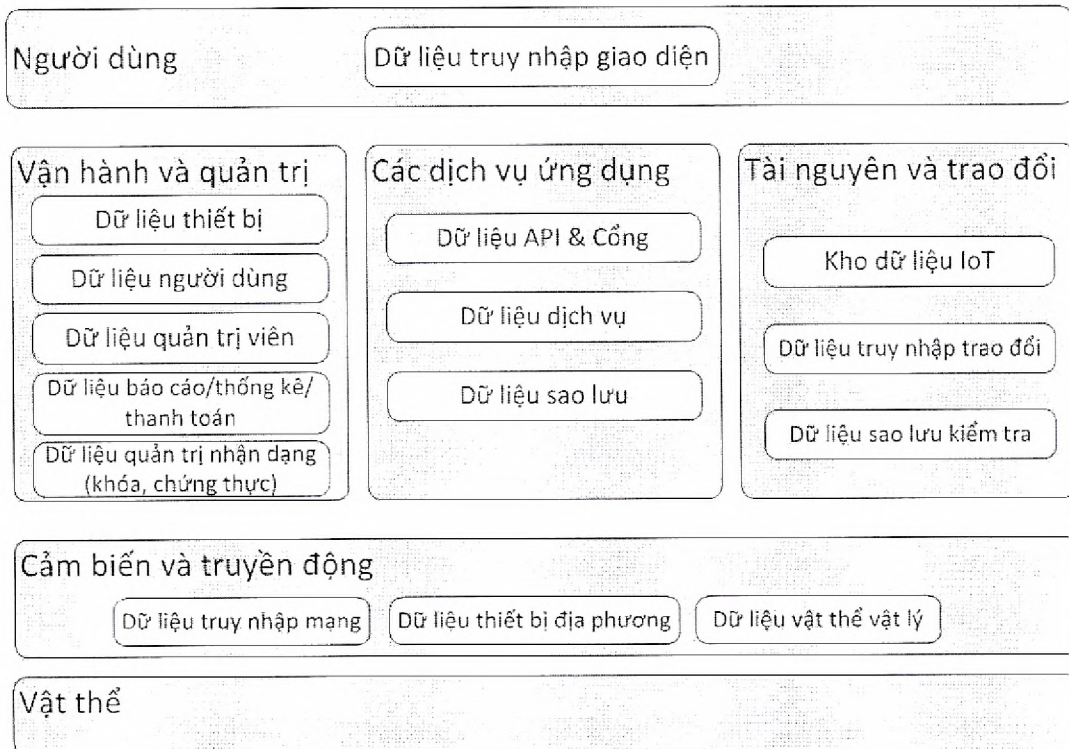 Người dùng
Dữ liệu truy nhập giao diện
Vận hành và quản trị
Dữ liệu thiết bị
Dữ liệu người dùng
Dữ liệu quản trị viên
Dữ liệu báo cáo/thống kê/
thanh toán
Dữ liệu quản trị nhận dạng
(khóa, chứng thực)
Các dịch vụ ứng dụng
Dữ liệu API & Cổng
Dữ liệu dịch vụ
Dữ liệu sao lưu
Tài nguyên và trao đổi
Kho dữ liệu IoT
Dữ liệu truy nhập trao đổi
Dữ liệu sao lưu kiểm tra
Cảm biến và truyền động
Dữ liệu truy nhập mạng
Dữ liệu thiết bị địa phương
Dữ liệu vật thể vật lý
Vật thể